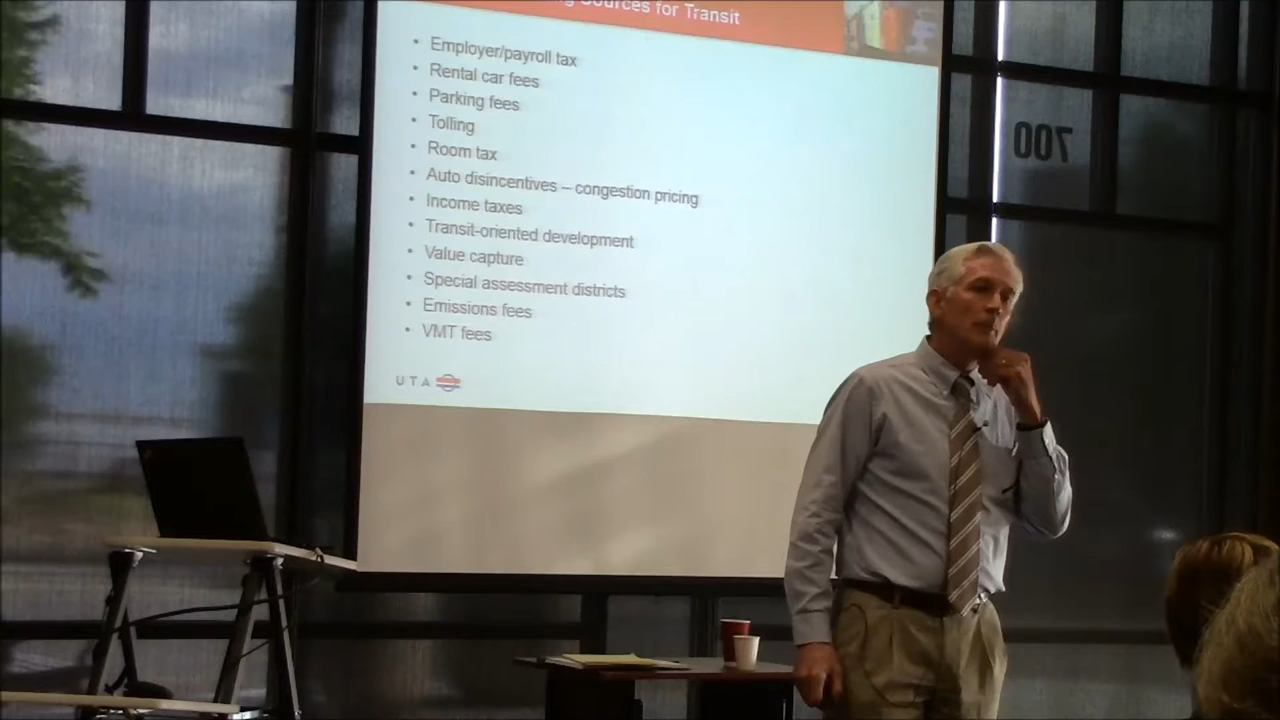 Sources for Transit
• Employer/payroll tax
• Rental car fees
• Parking fees
• Tolling
• Room tax
• Auto disincentives – congestion pricing
• Income taxes
• Transit-oriented development
• Value capture
• Special assessment districts
• Emissions fees
• VMT fees
UTA
700